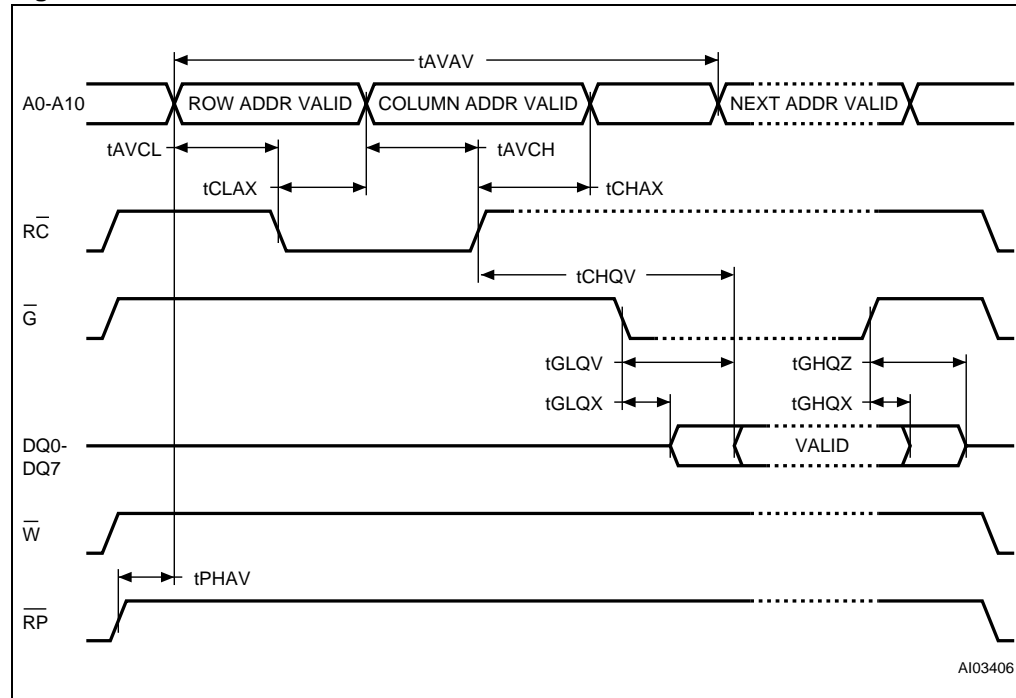 tAVAV
A0-A10
ROW ADDR VALID
COLUMN ADDR VALID
NEXT ADDR VALID
tAVCL
tAVCH
tCLAX
tCHAX
RC̅
tCHQV
G̅
tGLQV
tGHQZ
tGLQX
tGHQX
DQ0-
DQ7
VALID
W̅
tPHAV
R̅P̅
AI03406